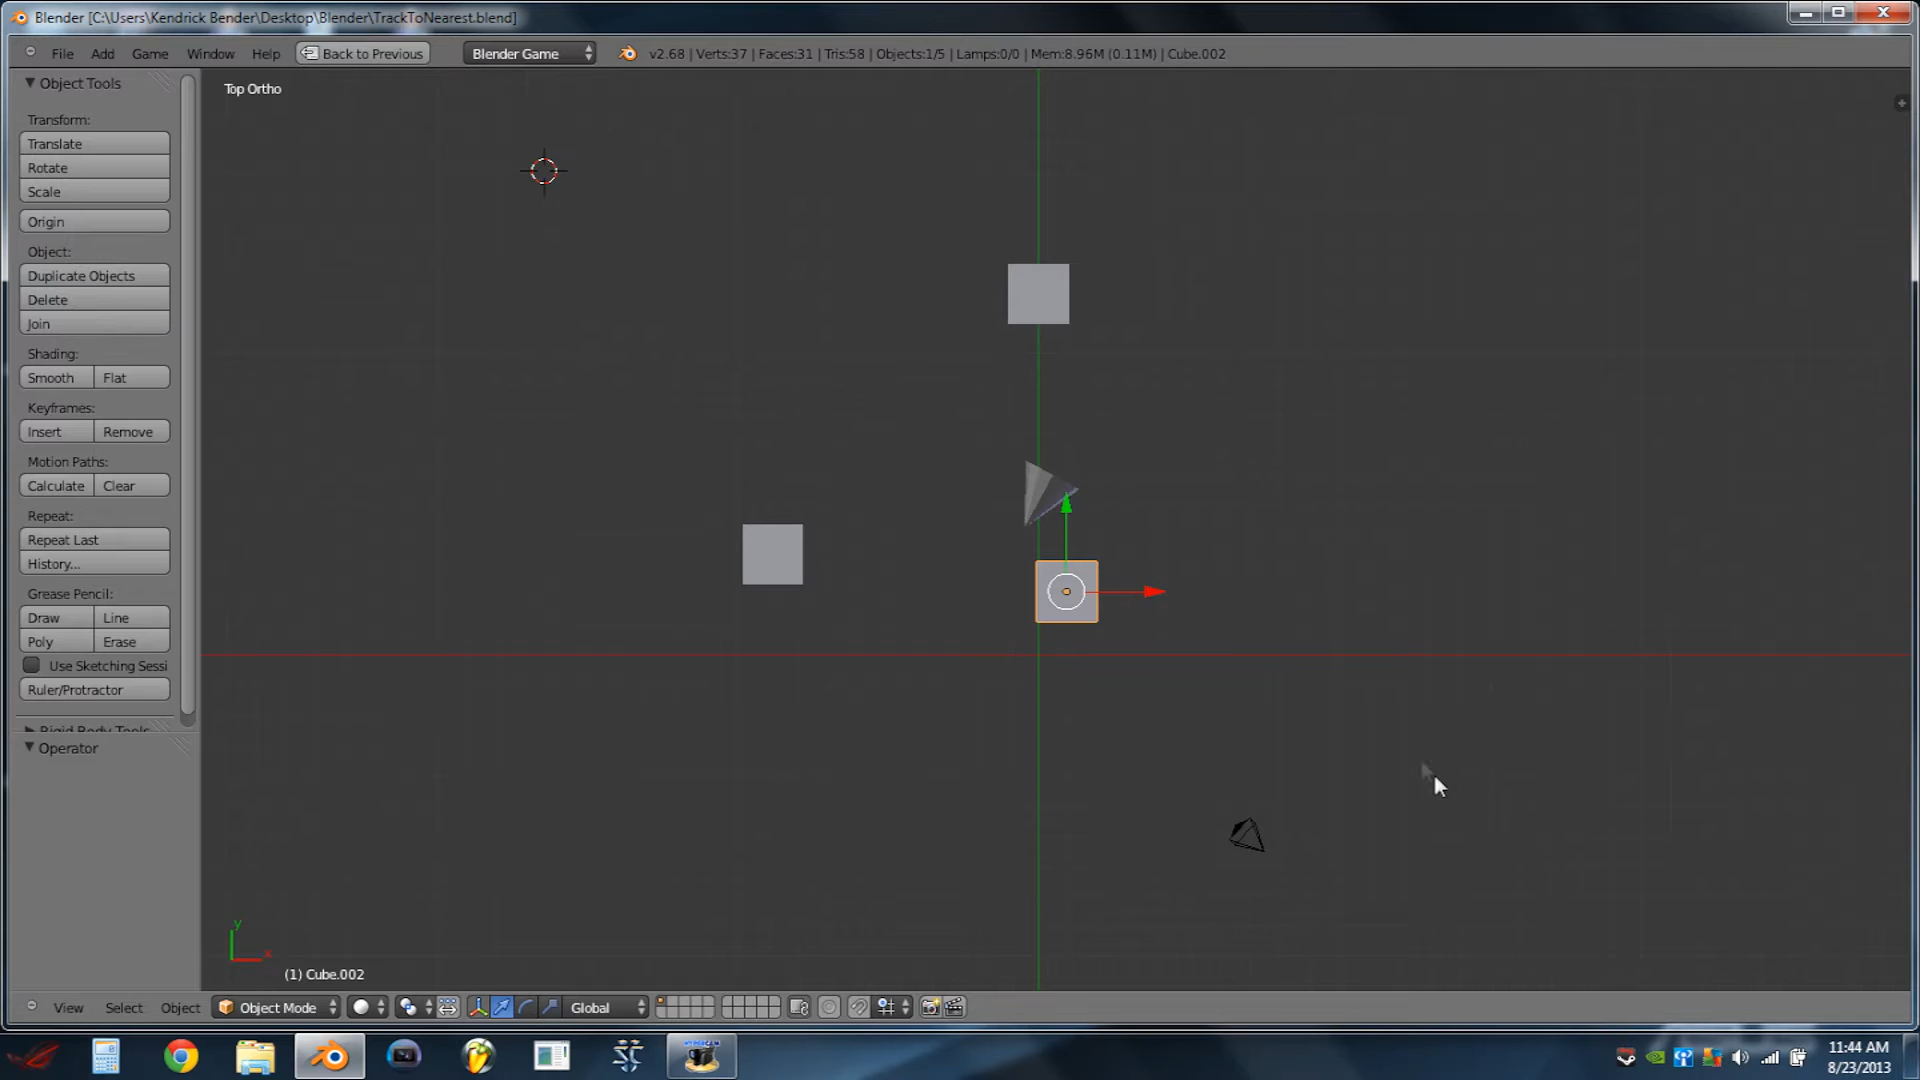 Blender [C:\Users\Kendrick Bender\Desktop\Blender\TrackToNearest.blend]
File Add Game Window Help Back to Previous Blender Game v2.68 | Verts:37 | Faces:31 | Tris:58 | Objects:1/5 | Lamps:0/0 | Mem:8.96M (0.11M) | Cube.002
Object Tools
Top Ortho
Transform:
Translate
Rotate
Scale
Origin
Object:
Duplicate Objects
Delete
Join
Shading:
Smooth Flat
Keyframes:
Insert Remove
Motion Paths:
Calculate Clear
Repeat:
Repeat Last
History...
Grease Pencil:
Draw Line
Poly Erase
Use Sketching Sessi
Ruler/Protractor
Rigid Body Tools
Operator
y
x
(1) Cube.002
View Select Object Object Mode Global
11:44 AM
8/23/2013